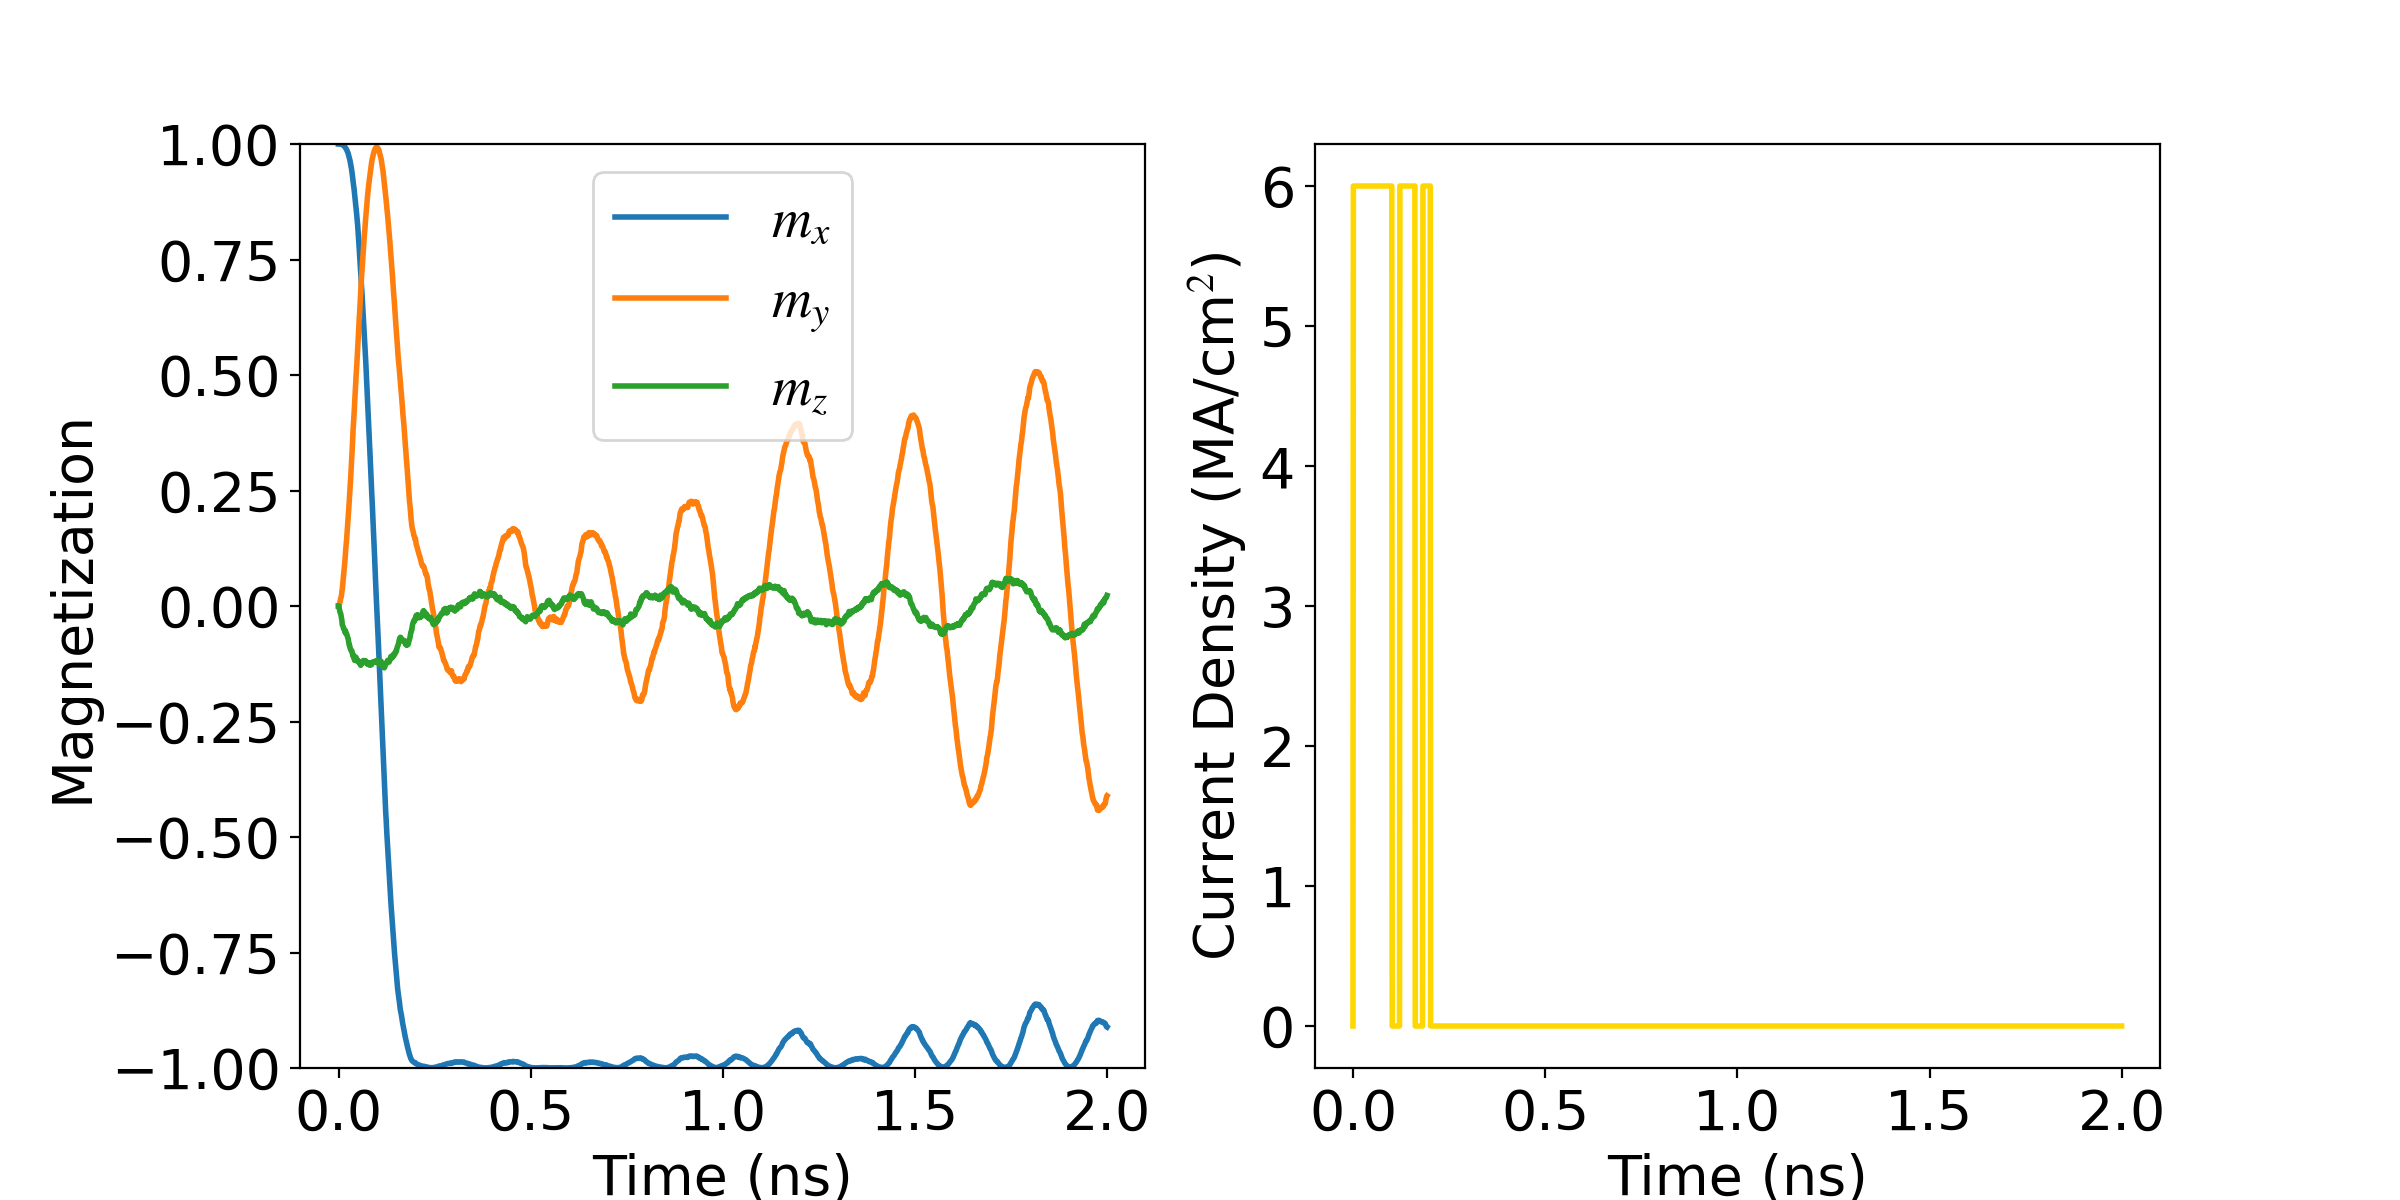 1.00
0.75
0.50
0.25
0.00
−0.25
−0.50
−0.75
−1.00
Magnetization
0.0 0.5 1.0 1.5 2.0
Time (ns)
m_x
m_y
m_z
6
5
4
3
2
1
0
Current Density (MA/cm²)
0.0 0.5 1.0 1.5 2.0
Time (ns)